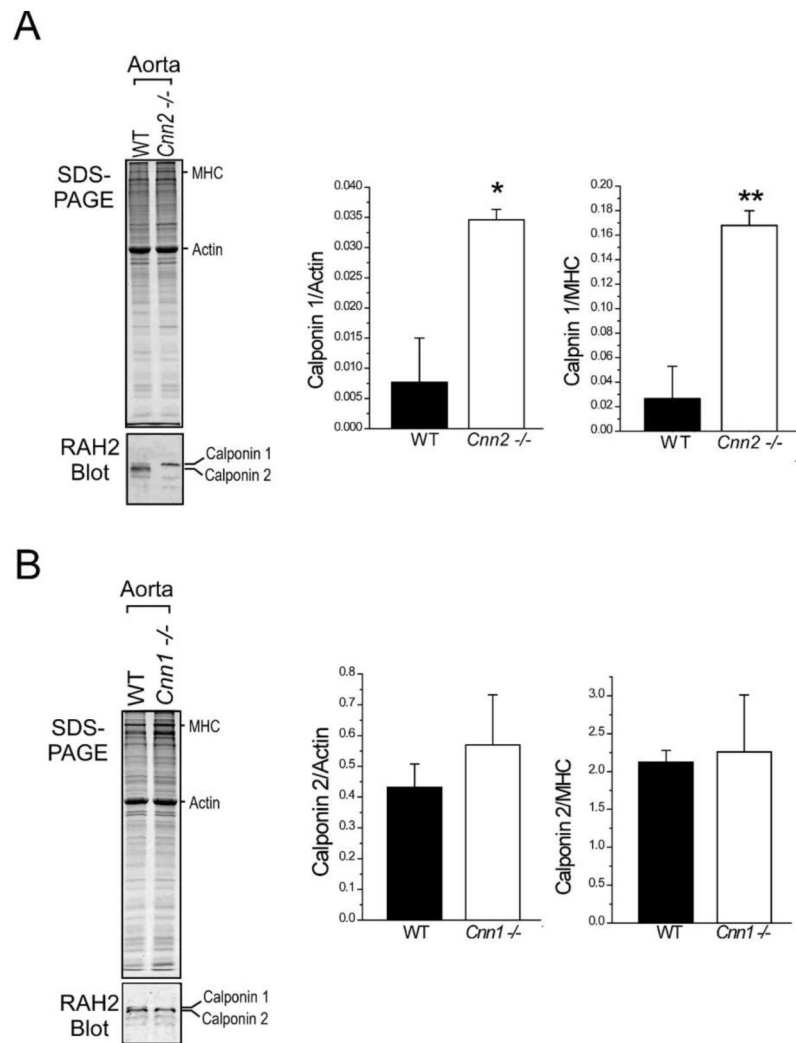 A
Aorta
WT
Cnn2 -/-
SDS-
PAGE
MHC
Actin
RAH2
Blot
Calponin 1
Calponin 2
Calponin 1/Actin
0.040
0.035
0.030
0.025
0.020
0.015
0.010
0.005
0.000
*
WT
Cnn2 -/-
Calpnin 1/MHC
0.20
0.18
0.16
0.14
0.12
0.10
0.08
0.06
0.04
0.02
0.00
**
WT
Cnn2 -/-
B
Aorta
WT
Cnn1 -/-
SDS-
PAGE
MHC
Actin
RAH2
Blot
Calponin 1
Calponin 2
Calponin 2/Actin
0.8
0.7
0.6
0.5
0.4
0.3
0.2
0.1
0.0
WT
Cnn1 -/-
Calponin 2/MHC
3.0
2.5
2.0
1.5
1.0
0.5
0.0
WT
Cnn1 -/-